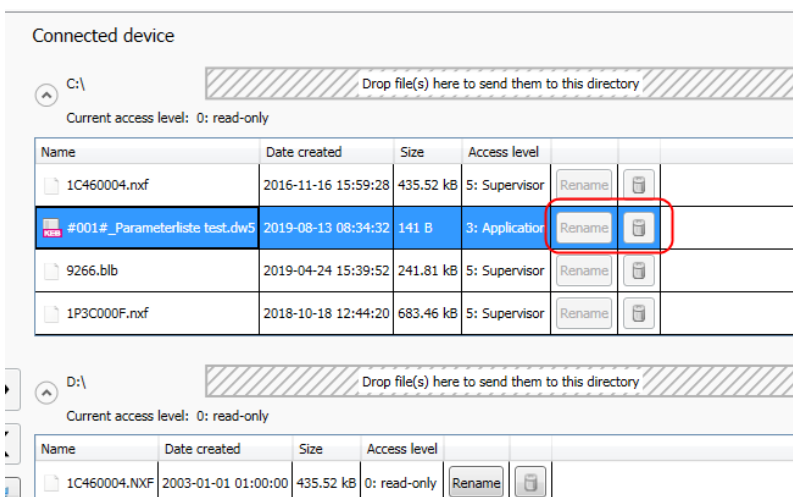 Connected device
C:\ Drop file(s) here to send them to this directory
Current access level: 0: read-only
Name Date created Size Access level
1C460004.nxf 2016-11-16 15:59:28 435.52 kB 5: Supervisor Rename
KEB #001#_Parameterliste test.dw5 2019-08-13 08:34:32 141 B 3: Application Rename
9266.blb 2019-04-24 15:39:52 241.81 kB 5: Supervisor Rename
1P3C000F.nxf 2018-10-18 12:44:20 683.46 kB 5: Supervisor Rename
D:\ Drop file(s) here to send them to this directory
Current access level: 0: read-only
Name Date created Size Access level
1C460004.NXF 2003-01-01 01:00:00 435.52 kB 0: read-only Rename